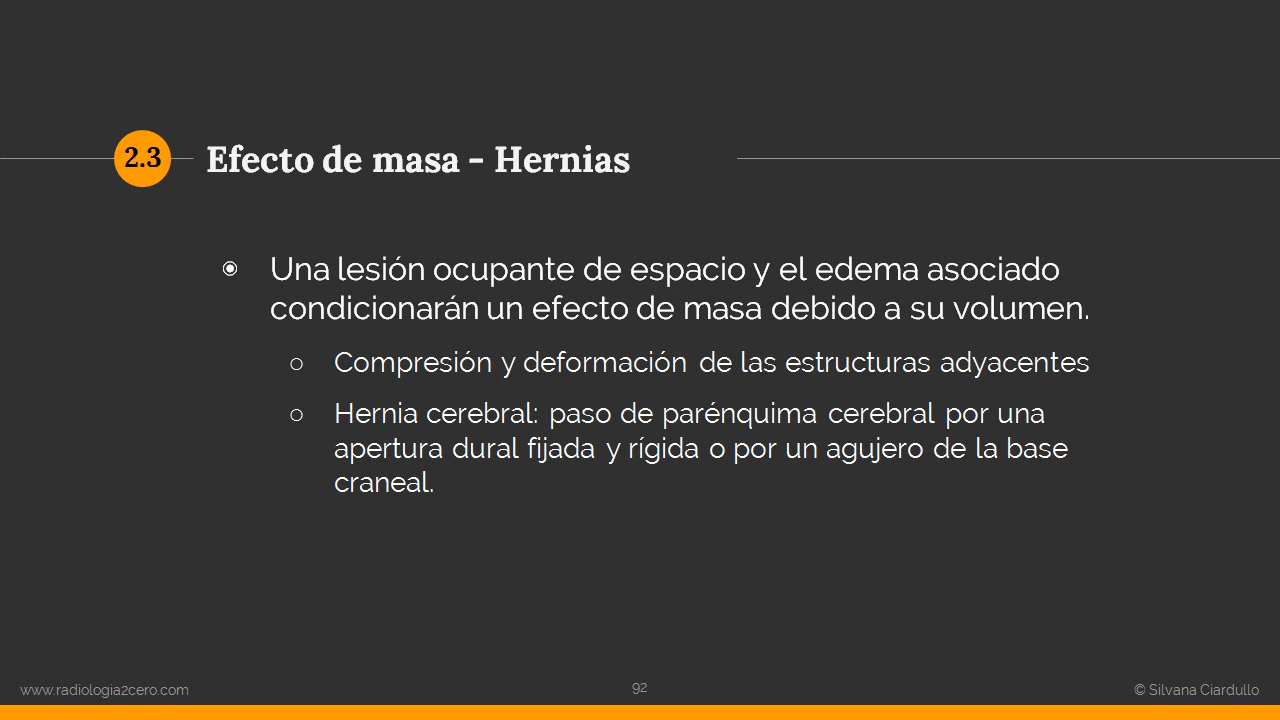 2.3 Efecto de masa - Hernias
◉ Una lesión ocupante de espacio y el edema asociado
condicionarán un efecto de masa debido a su volumen.
○ Compresión y deformación de las estructuras adyacentes
○ Hernia cerebral: paso de parénquima cerebral por una
apertura dural fijada y rígida o por un agujero de la base
craneal.
www.radiologia2cero.com
92
© Silvana Ciardullo